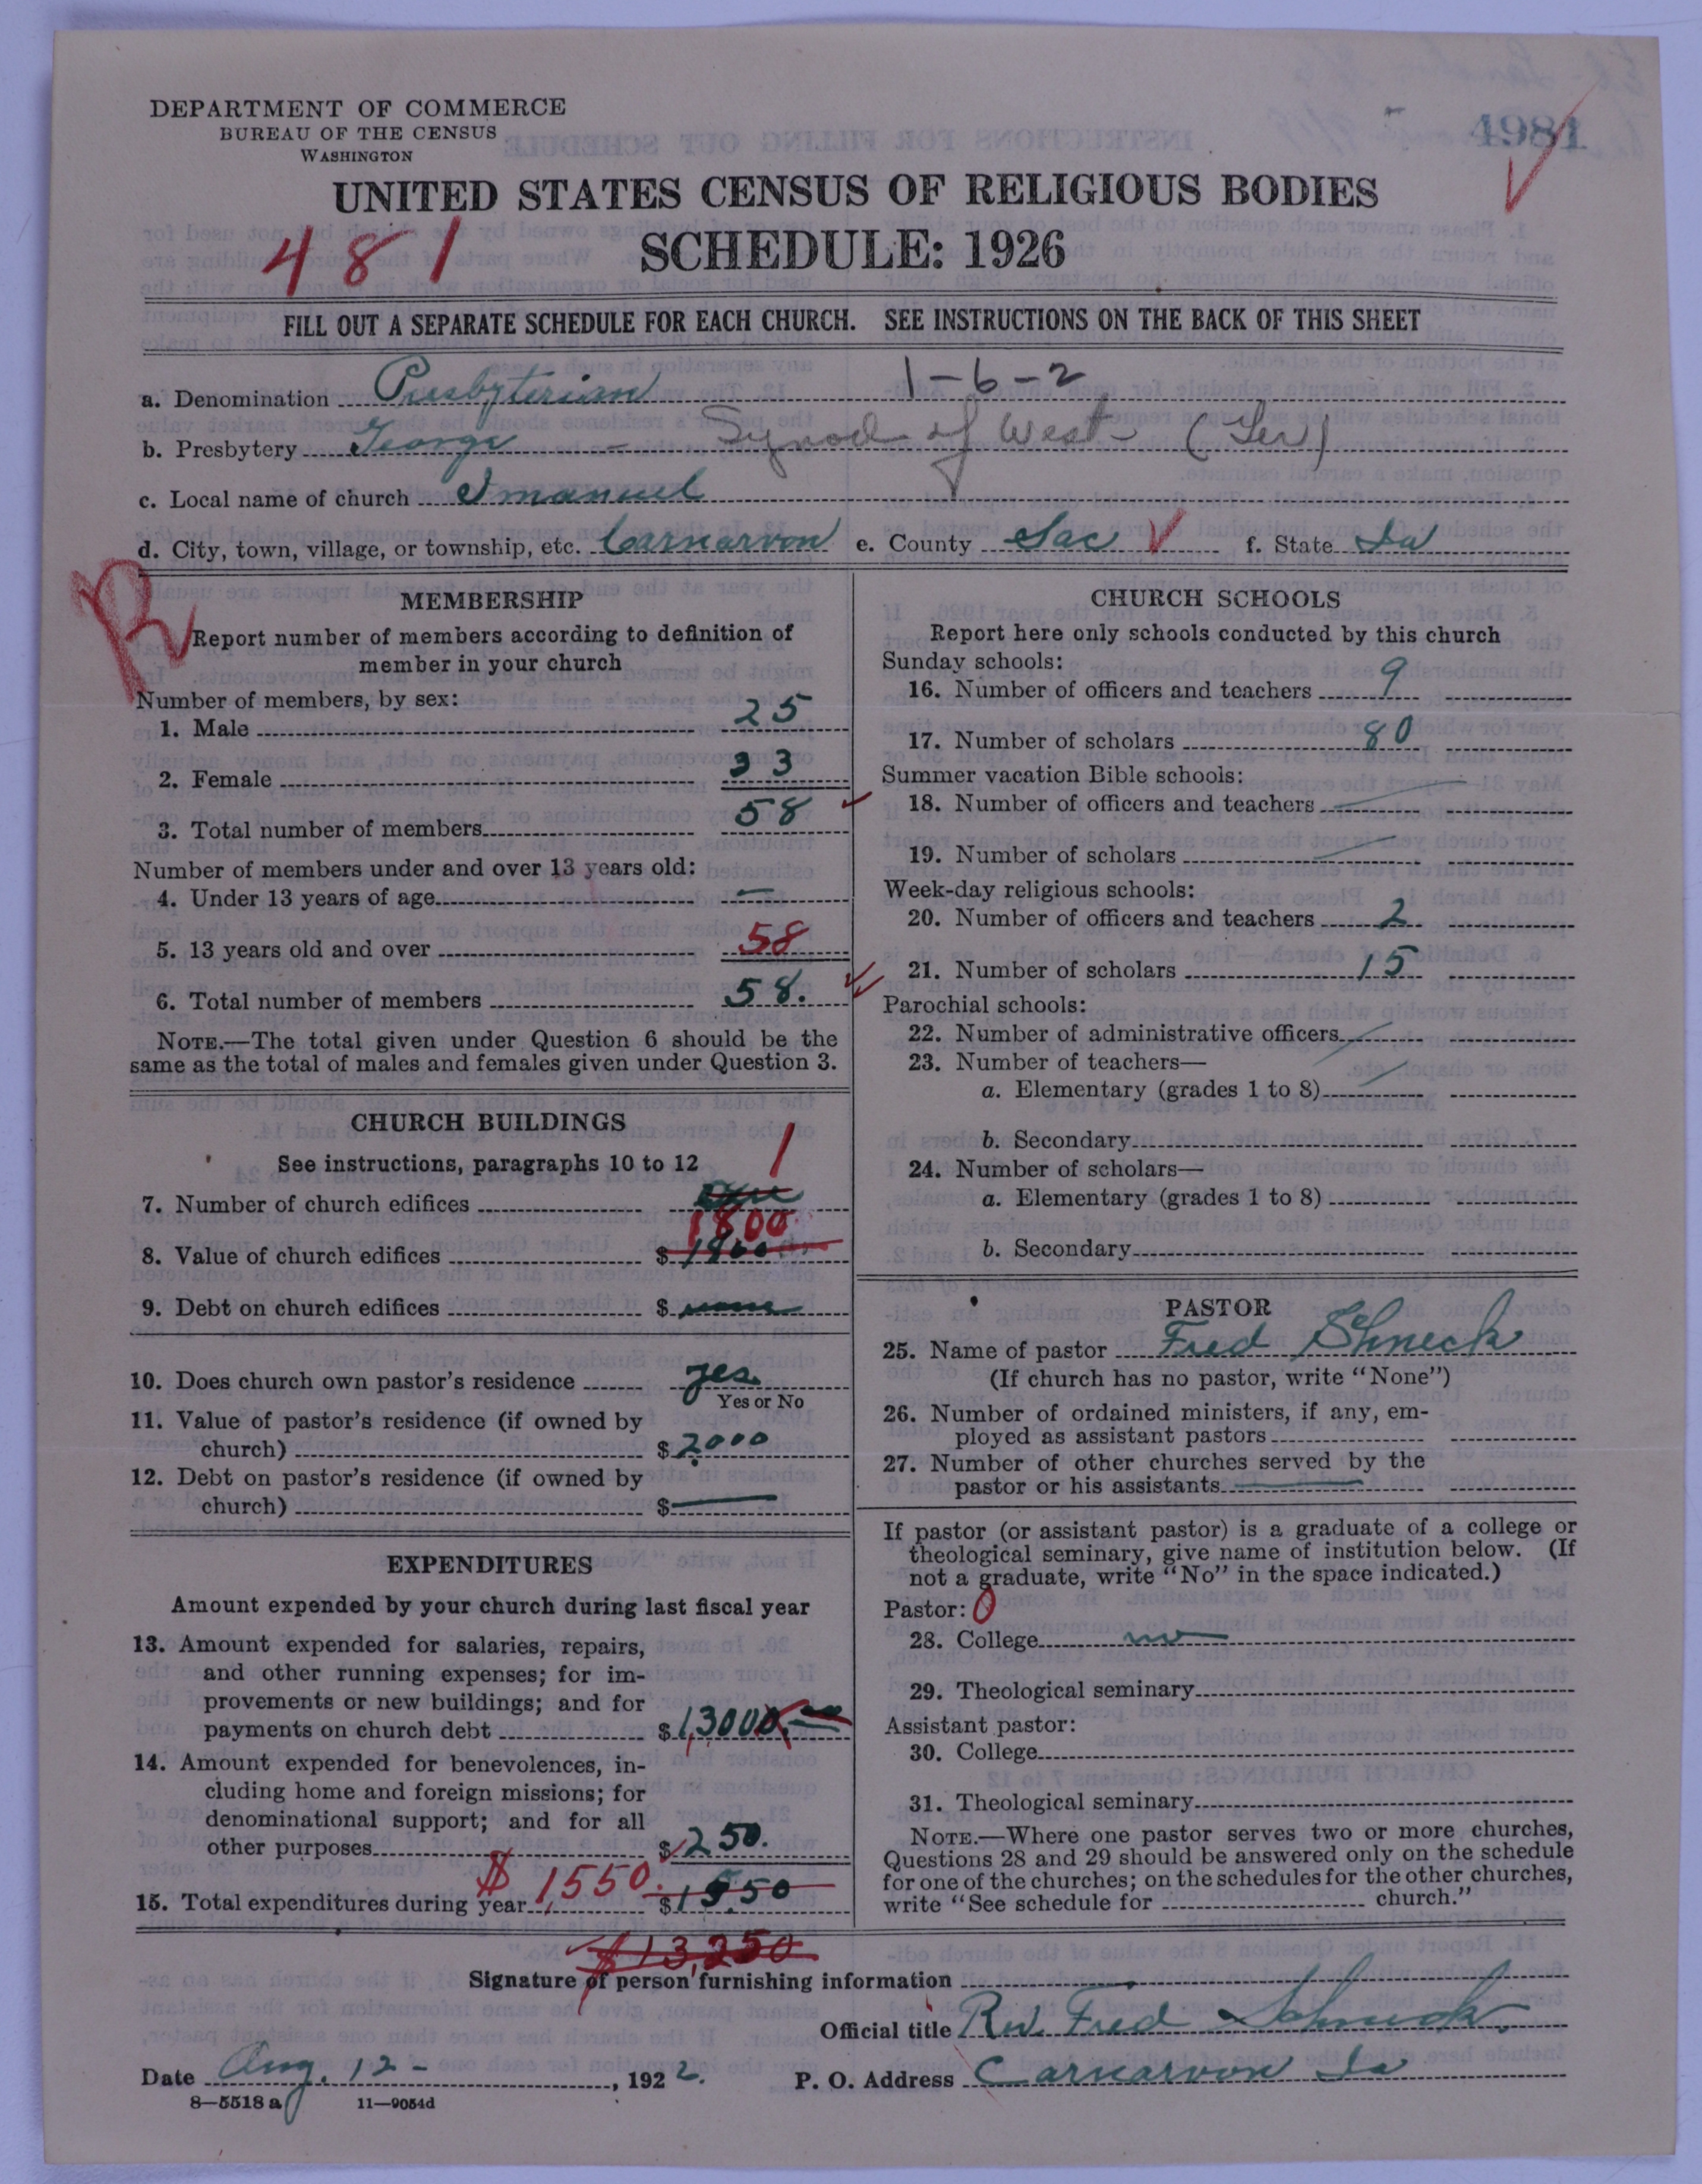 DEPARTMENT OF COMMERCE
BUREAU OF THE CENSUS
WASHINGTON
4981
UNITED STATES CENSUS OF RELIGIOUS BODIES
481
SCHEDULE: 1926
FILL OUT A SEPARATE SCHEDULE FOR EACH CHURCH. SEE INSTRUCTIONS ON THE BACK OF THIS SHEET
1-6-2
a. Denomination Presbyterian
b. Presbytery George - Synod of West- (Ger)
c. Local name of church Imanuel
d. City, town, village, or township, etc. Carnarvon e. County Sac f. State Ia
R
MEMBERSHIP
Report number of members according to definition of
member in your church
Number of members, by sex:
1. Male 25
2. Female 33
3. Total number of members 58
Number of members under and over 13 years old:
4. Under 13 years of age —
5. 13 years old and over 58
6. Total number of members 58.
NOTE.—The total given under Question 6 should be the
same as the total of males and females given under Question 3.
CHURCH BUILDINGS
See instructions, paragraphs 10 to 12
1
7. Number of church edifices One
1800
8. Value of church edifices $ 1800
9. Debt on church edifices $ none
10. Does church own pastor's residence yes
Yes or No
11. Value of pastor's residence (if owned by
church) $ 2000
12. Debt on pastor's residence (if owned by
church) $ —
EXPENDITURES
Amount expended by your church during last fiscal year
13. Amount expended for salaries, repairs,
and other running expenses; for im-
provements or new buildings; and for
payments on church debt $ 1,3000.
14. Amount expended for benevolences, in-
cluding home and foreign missions; for
denominational support; and for all
other purposes $ 250.
$ 1550.
15. Total expenditures during year $ 1550
$13,250
CHURCH SCHOOLS
Report here only schools conducted by this church
Sunday schools:
16. Number of officers and teachers 9
17. Number of scholars 80
Summer vacation Bible schools:
18. Number of officers and teachers —
19. Number of scholars —
Week-day religious schools:
20. Number of officers and teachers 2
21. Number of scholars 15
Parochial schools:
22. Number of administrative officers
23. Number of teachers—
a. Elementary (grades 1 to 8)
b. Secondary
24. Number of scholars—
a. Elementary (grades 1 to 8)
b. Secondary
PASTOR
25. Name of pastor Fred Schneck
(If church has no pastor, write "None")
26. Number of ordained ministers, if any, em-
ployed as assistant pastors
27. Number of other churches served by the
pastor or his assistants —
If pastor (or assistant pastor) is a graduate of a college or
theological seminary, give name of institution below. (If
not a graduate, write "No" in the space indicated.)
Pastor: 0
28. College no
29. Theological seminary
Assistant pastor:
30. College
31. Theological seminary
NOTE.—Where one pastor serves two or more churches,
Questions 28 and 29 should be answered only on the schedule
for one of the churches; on the schedules for the other churches,
write "See schedule for church."
Signature of person furnishing information
Official title Rev. Fred Schneck.
Date Aug. 12 - , 1922. P. O. Address Carnarvon Ia
8—5518 a 11—9054d